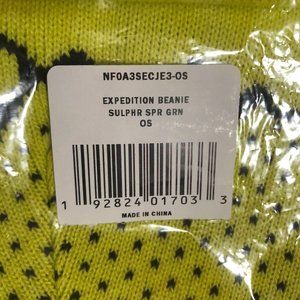 NF0A3SECJE3-OS
EXPEDITION BEANIE
SULPHR SPR GRN
OS
1 92824 01703 3
MADE IN CHINA